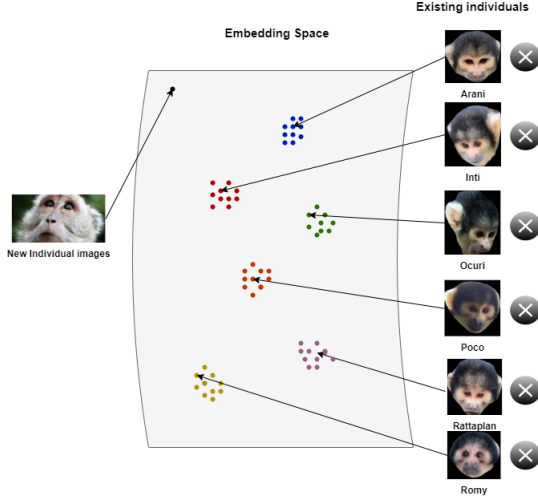 Existing individuals
Embedding Space
Arani
Inti
New Individual images
Ocuri
Poco
Rattaplan
Romy